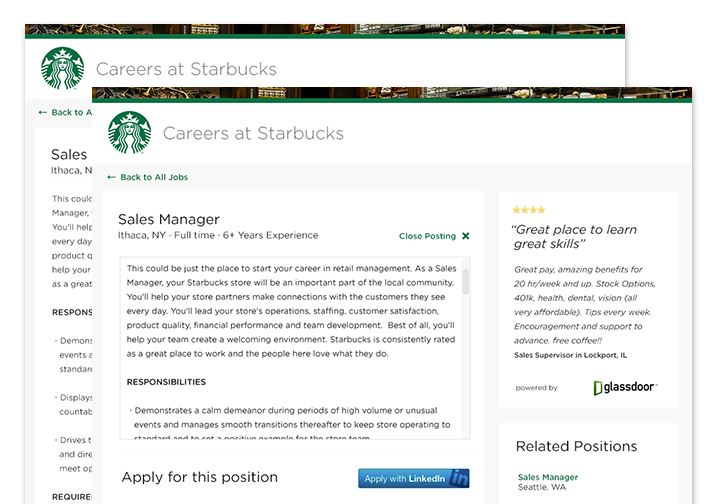 Careers at Starbucks
← Back to A
Sales
Ithaca, N
This coul
Manager,
You'll help
every day
product q
help your
as a great
RESPONS
· Demons
events a
standard
· Displays
countab
· Drives t
and dire
meet op
REQUIRE
Careers at Starbucks
← Back to All Jobs
Sales Manager
Ithaca, NY · Full time · 6+ Years Experience
Close Posting ✕
This could be just the place to start your career in retail management. As a Sales
Manager, your Starbucks store will be an important part of the local community.
You'll help your store partners make connections with the customers they see
every day. You'll lead your store's operations, staffing, customer satisfaction,
product quality, financial performance and team development. Best of all, you'll
help your team create a welcoming environment. Starbucks is consistently rated
as a great place to work and the people here love what they do.
RESPONSIBILITIES
· Demonstrates a calm demeanor during periods of high volume or unusual
events and manages smooth transitions thereafter to keep store operating to
standard and to set a positive example for the store team
Apply for this position
Apply with LinkedIn in
★★★★
“Great place to learn
great skills”
Great pay, amazing benefits for
20 hr/week and up. Stock Options,
401k, health, dental, vision (all
very affordable). Tips every week.
Encouragement and support to
advance. free coffee!!
Sales Supervisor in Lockport, IL
powered by glassdoor™
Related Positions
Sales Manager
Seattle, WA